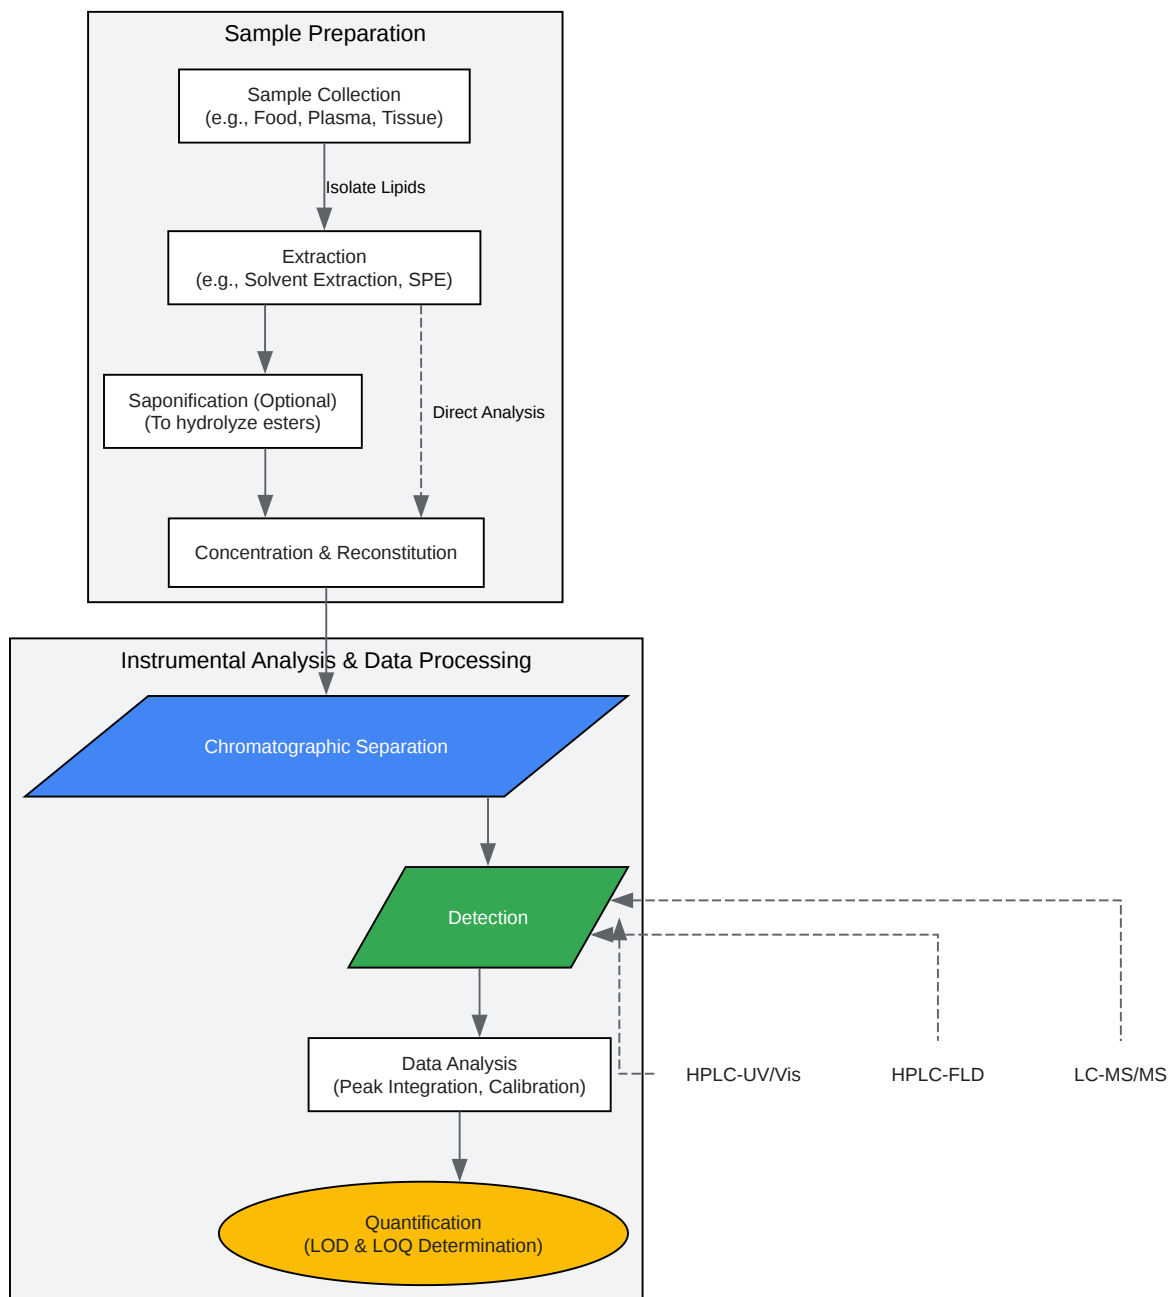 Sample Preparation
Sample Collection
(e.g., Food, Plasma, Tissue)
Isolate Lipids
Extraction
(e.g., Solvent Extraction, SPE)
Saponification (Optional)
(To hydrolyze esters)
Direct Analysis
Concentration & Reconstitution
Instrumental Analysis & Data Processing
Chromatographic Separation
Detection
Data Analysis
(Peak Integration, Calibration)
HPLC-UV/Vis
HPLC-FLD
LC-MS/MS
Quantification
(LOD & LOQ Determination)